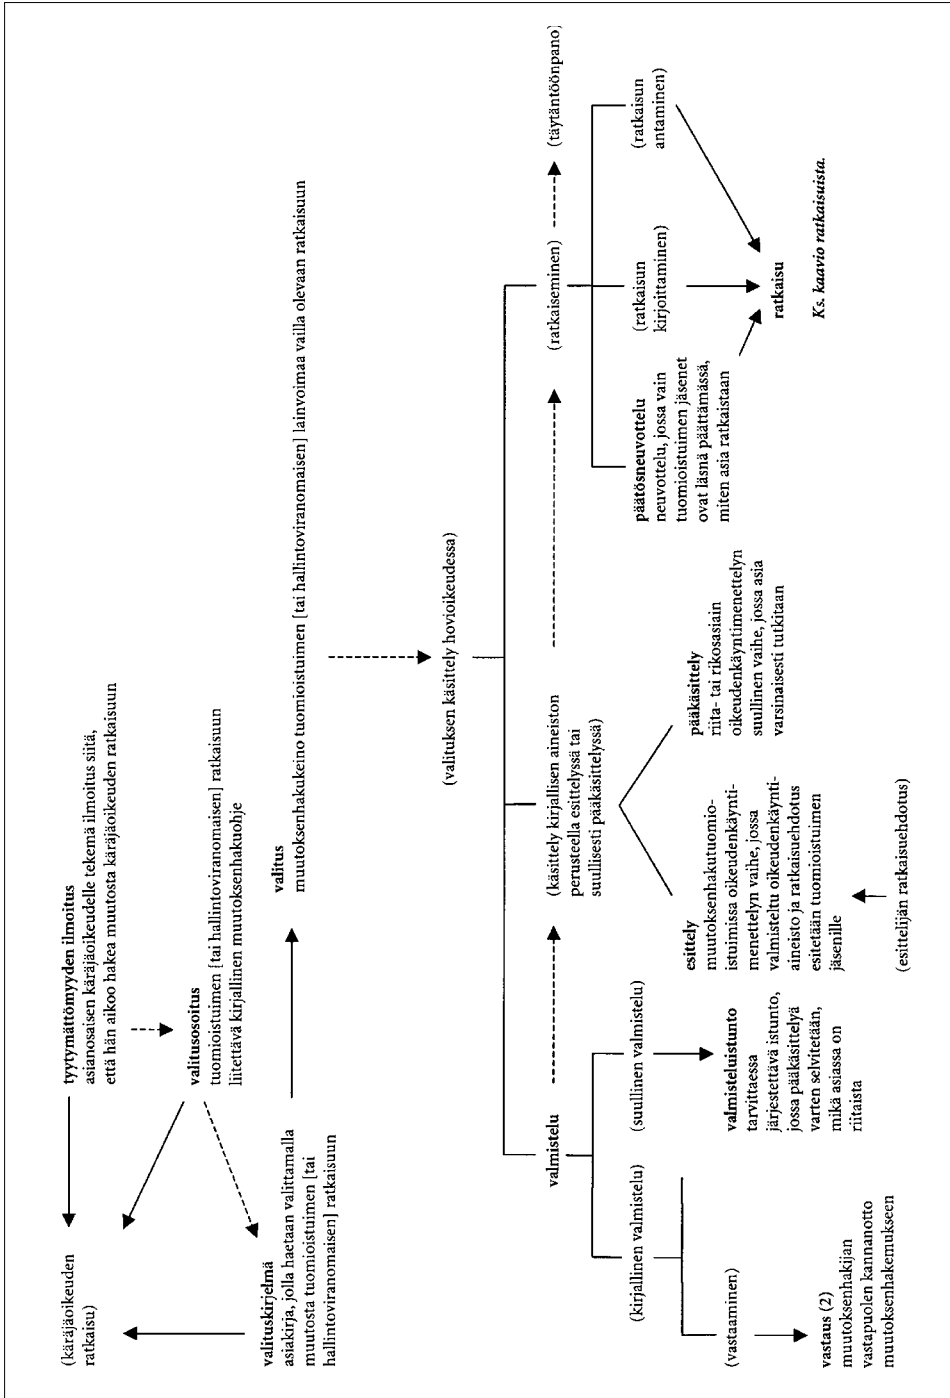 (käräjäoikeuden
ratkaisu)
tyytymättömyyden ilmoitus
asianosaisen käräjäoikeudelle tekemä ilmoitus siitä,
että hän aikoo hakea muutosta käräjäoikeuden ratkaisuun
valitusosoitus
tuomioistuimen [tai hallintoviranomaisen] ratkaisuun
liitettävä kirjallinen muutoksenhakuohje
valituskirjelmä
asiakirja, jolla haetaan valittamalla
muutosta tuomioistuimen [tai
hallintoviranomaisen] ratkaisuun
valitus
muutoksenhakukeino tuomioistuimen [tai hallintoviranomaisen] lainvoimaa vailla olevaan ratkaisuun
(valituksen käsittely hovioikeudessa)
valmistelu
(käsittely kirjallisen aineiston
perusteella esittelyssä tai
suullisesti pääkäsittelyssä)
(ratkaiseminen)
(täytäntöönpano)
(kirjallinen valmistelu)
(suullinen valmistelu)
(vastaaminen)
vastaus (2)
muutoksenhakijan
vastapuolen kannanotto
muutoksenhakemukseen
valmisteluistunto
tarvittaessa
järjestettävä istunto,
jossa pääkäsittelyä
varten selvitetään,
mikä asiassa on
riitaista
esittely
muutoksenhakutuomio-
istuimissa oikeudenkäynti-
menettelyn vaihe, jossa
valmisteltu oikeudenkäynti-
aineisto ja ratkaisuehdotus
esitetään tuomioistuimen
jäsenille
(esittelijän ratkaisuehdotus)
pääkäsittely
riita- tai rikosasiain
oikeudenkäyntimenettelyn
suullinen vaihe, jossa asia
varsinaisesti tutkitaan
päätösneuvottelu
neuvottelu, jossa vain
tuomioistuimen jäsenet
ovat läsnä päättämässä,
miten asia ratkaistaan
(ratkaisun
kirjoittaminen)
(ratkaisun
antaminen)
ratkaisu
Ks. kaavio ratkaisuista.